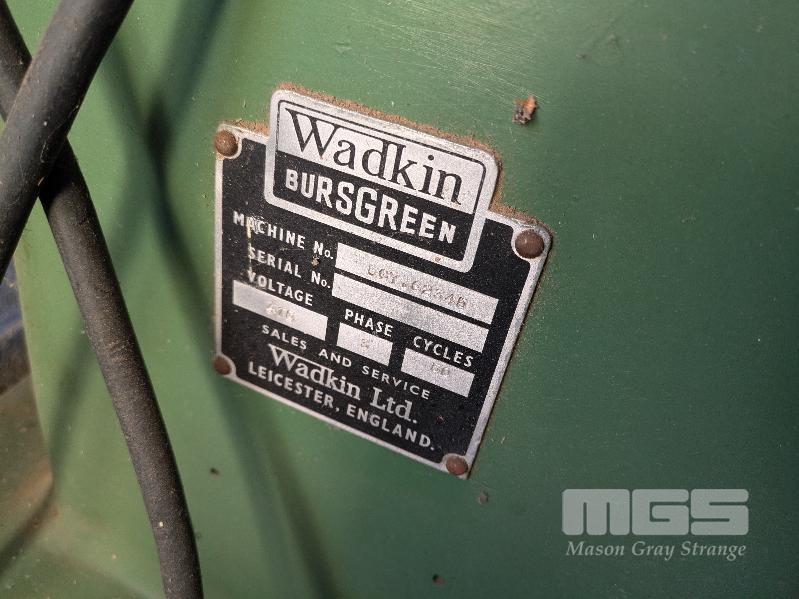 Wadkin
BURSGREEN
MACHINE No.
SERIAL No.
VOLTAGE PHASE CYCLES
SALES AND SERVICE
Wadkin Ltd.
LEICESTER, ENGLAND.
MGS
Mason Gray Strange